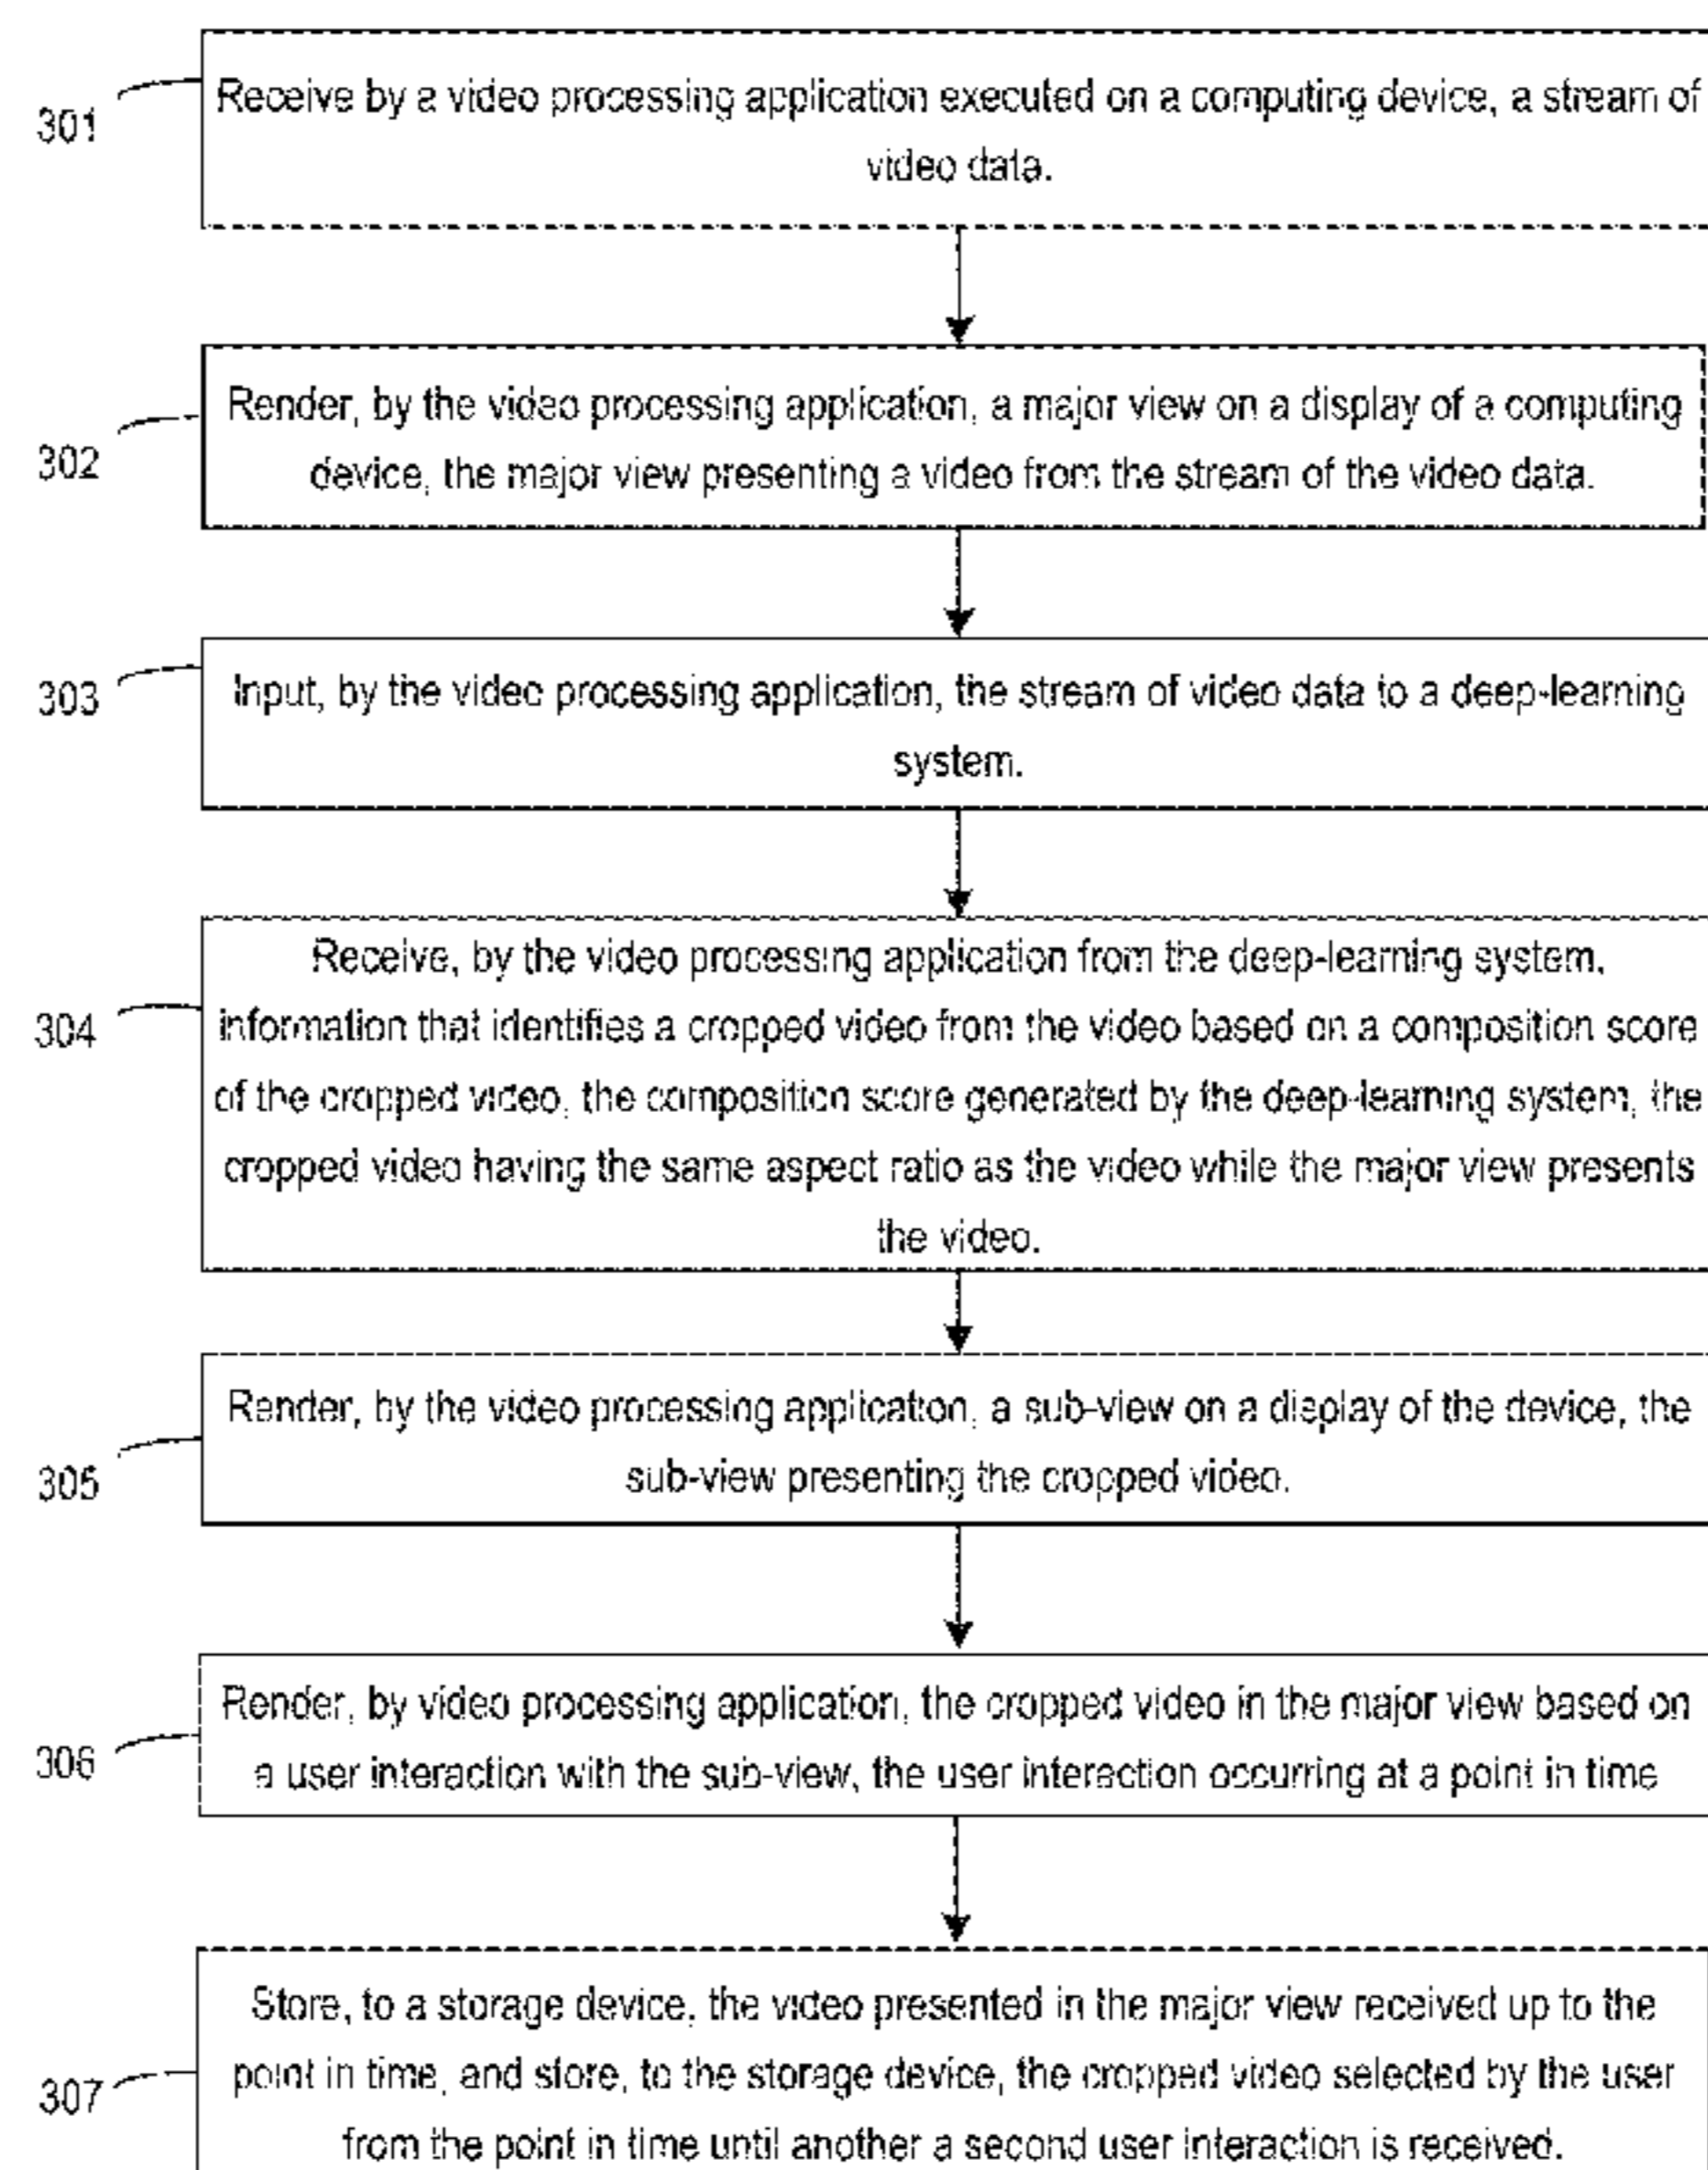 301
Receive by a video processing application executed on a computing device, a stream of
video data.
302
Render, by the video processing application, a major view on a display of a computing
device, the major view presenting a video from the stream of the video data.
303
Input, by the video processing application, the stream of video data to a deep-learning
system.
304
Receive, by the video processing application from the deep-learning system,
information that identifies a cropped video from the video based on a composition score
of the cropped video, the composition score generated by the deep-learning system, the
cropped video having the same aspect ratio as the video while the major view presents
the video.
305
Render, by the video processing application, a sub-view on a display of the device, the
sub-view presenting the cropped video.
306
Render, by video processing application, the cropped video in the major view based on
a user interaction with the sub-view, the user interaction occurring at a point in time
307
Store, to a storage device, the video presented in the major view received up to the
point in time, and store, to the storage device, the cropped video selected by the user
from the point in time until another a second user interaction is received.